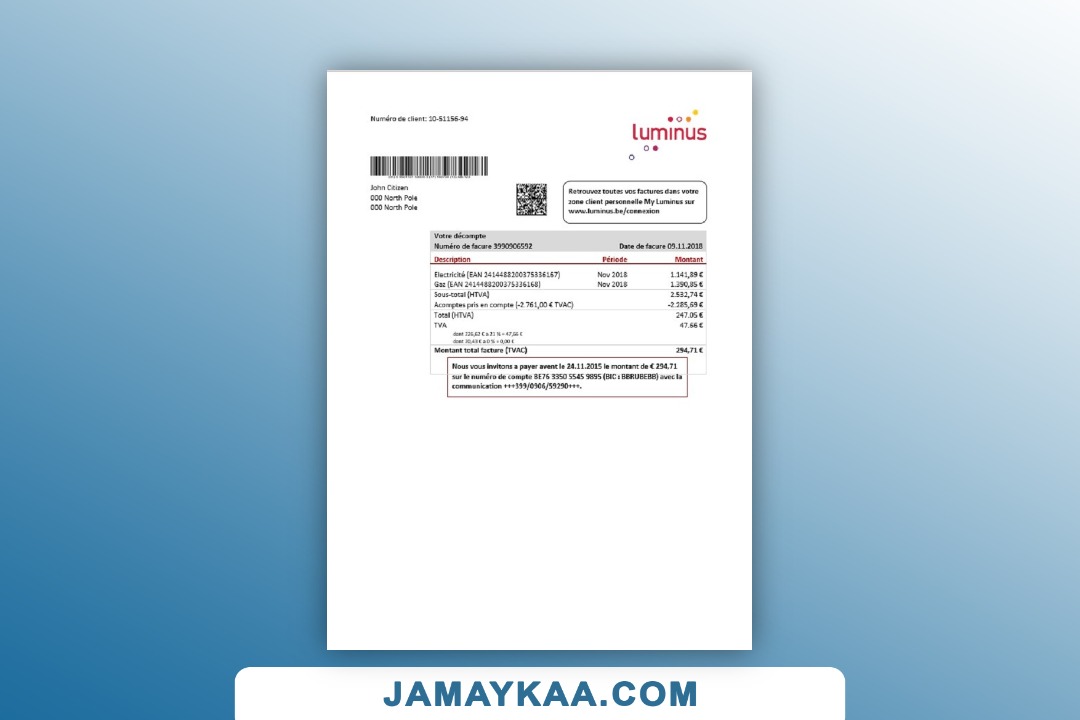 Numéro de client: 10-51156-94
luminus
John Citizen
000 North Pole
000 North Pole
Retrouvez toutes vos factures dans votre
zone client personnelle My Luminus sur
www.luminus.be/connexion
Votre décompte
Numéro de facure 3990906592 Date de facure 09.11.2018
Description Période Montant
Electricité (EAN 2414488200375336167) Nov 2018 1.141,89 €
Gaz (EAN 2414488200375336168) Nov 2018 1.390,85 €
Sous-total (HTVA) 2.532,74 €
Acomptes pris en compte (-2.761,00 € TVAC) -2.285,69 €
Total (HTVA) 247.05 €
TVA 47.66 €
dont 226,62 € a 21 % = 47,66 €
dont 20,43 € a 0 % = 0,00 €
Montant total facture (TVAC) 294,71 €
Nous vous invitons a payer avent le 24.11.2015 le montant de € 294.71
sur le numéro de compte BE76 3350 5545 9895 (BIC : BBRUBEBB) avec la
communication +++399/0906/59290+++.
JAMAYKAA.COM